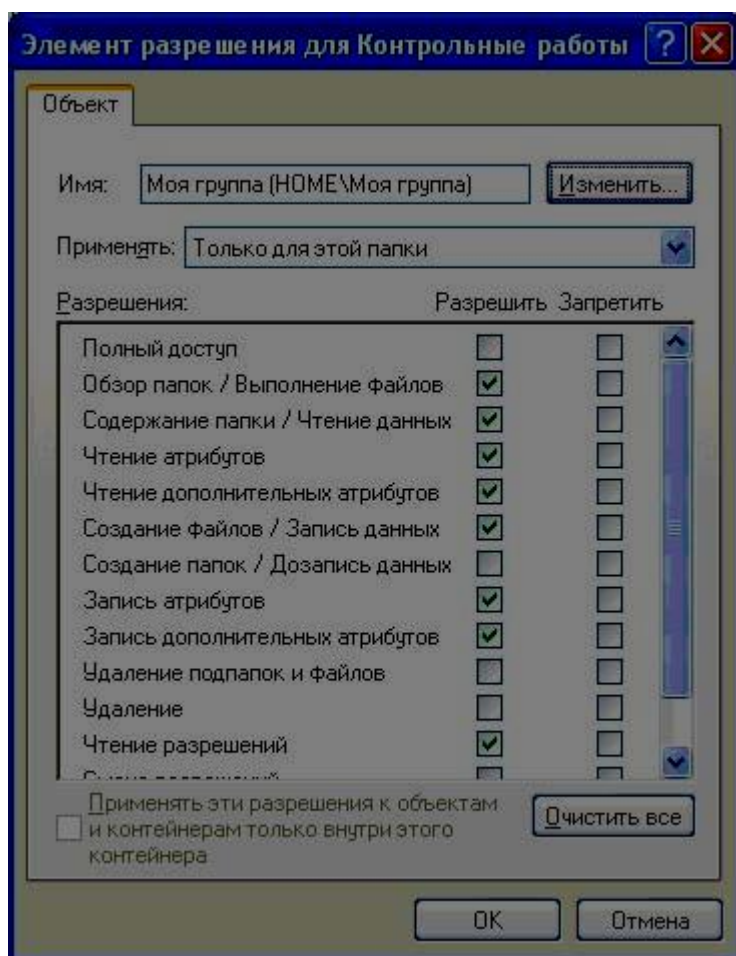 Элемент разрешения для Контрольные работы
Объект
Имя: Моя группа (HOME\Моя группа) Изменить...
Применять: Только для этой папки
Разрешения: Разрешить Запретить
Полный доступ
Обзор папок / Выполнение файлов
Содержание папки / Чтение данных
Чтение атрибутов
Чтение дополнительных атрибутов
Создание файлов / Запись данных
Создание папок / Дозапись данных
Запись атрибутов
Запись дополнительных атрибутов
Удаление подпапок и файлов
Удаление
Чтение разрешений
Применять эти разрешения к объектам
и контейнерам только внутри этого
контейнера
Очистить все
OK Отмена